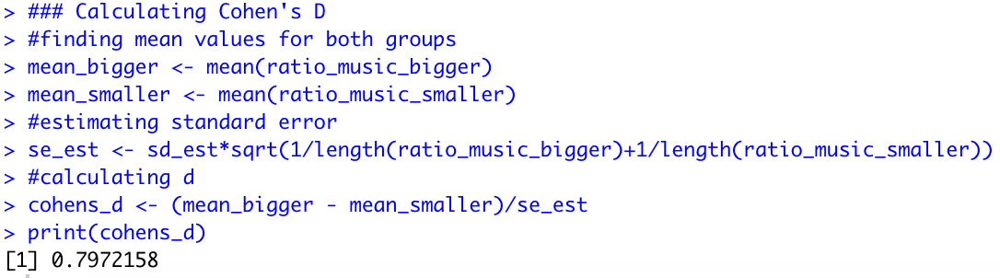 > ### Calculating Cohen's D
> #finding mean values for both groups
> mean_bigger <- mean(ratio_music_bigger)
> mean_smaller <- mean(ratio_music_smaller)
> #estimating standard error
> se_est <- sd_est*sqrt(1/length(ratio_music_bigger)+1/length(ratio_music_smaller))
> #calculating d
> cohens_d <- (mean_bigger - mean_smaller)/se_est
> print(cohens_d)
[1] 0.7972158